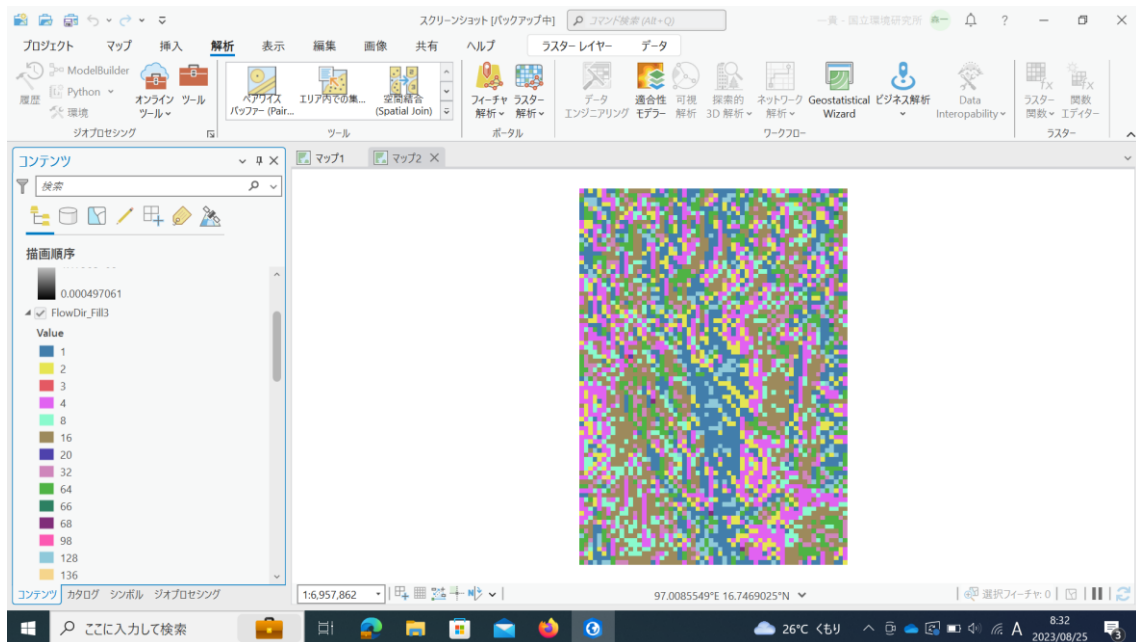 スクリーンショット [バックアップ中]
コマンド検索 (Alt+Q)
国立環境研究所
プロジェクト マップ 挿入 解析 表示 編集 画像 共有 ヘルプ ラスター レイヤー データ
履歴
ModelBuilder
Python
環境
オンライン ツール
ツール
ジオプロセシング
ペアワイズ バッファー (Pair...
エリア内での集...
空間結合 (Spatial Join)
ツール
フィーチャ 解析
ラスター 解析
ポータル
データ エンジニアリング
適合性 モデラー
可視 解析
探索的 3D 解析
ネットワーク 解析
Geostatistical Wizard
ビジネス解析
Data Interoperability
ワークフロー
ラスター 関数
関数 エディター
ラスター
コンテンツ
マップ1
マップ2
検索
描画順序
0.000497061
FlowDir_Fill3
Value
1
2
3
4
8
16
20
32
64
66
68
98
128
136
コンテンツ カタログ シンボル ジオプロセシング
1:6,957,862
97.0085549°E 16.7469025°N
選択フィーチャ: 0
ここに入力して検索
26°C くもり
A
8:32
2023/08/25
3